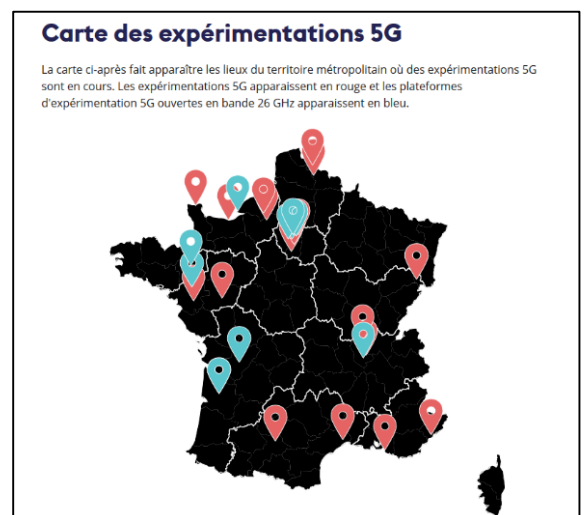 Carte des expérimentations 5G
La carte ci-après fait apparaître les lieux du territoire métropolitain où des expérimentations 5G
sont en cours. Les expérimentations 5G apparaissent en rouge et les plateformes
d'expérimentation 5G ouvertes en bande 26 GHz apparaissent en bleu.